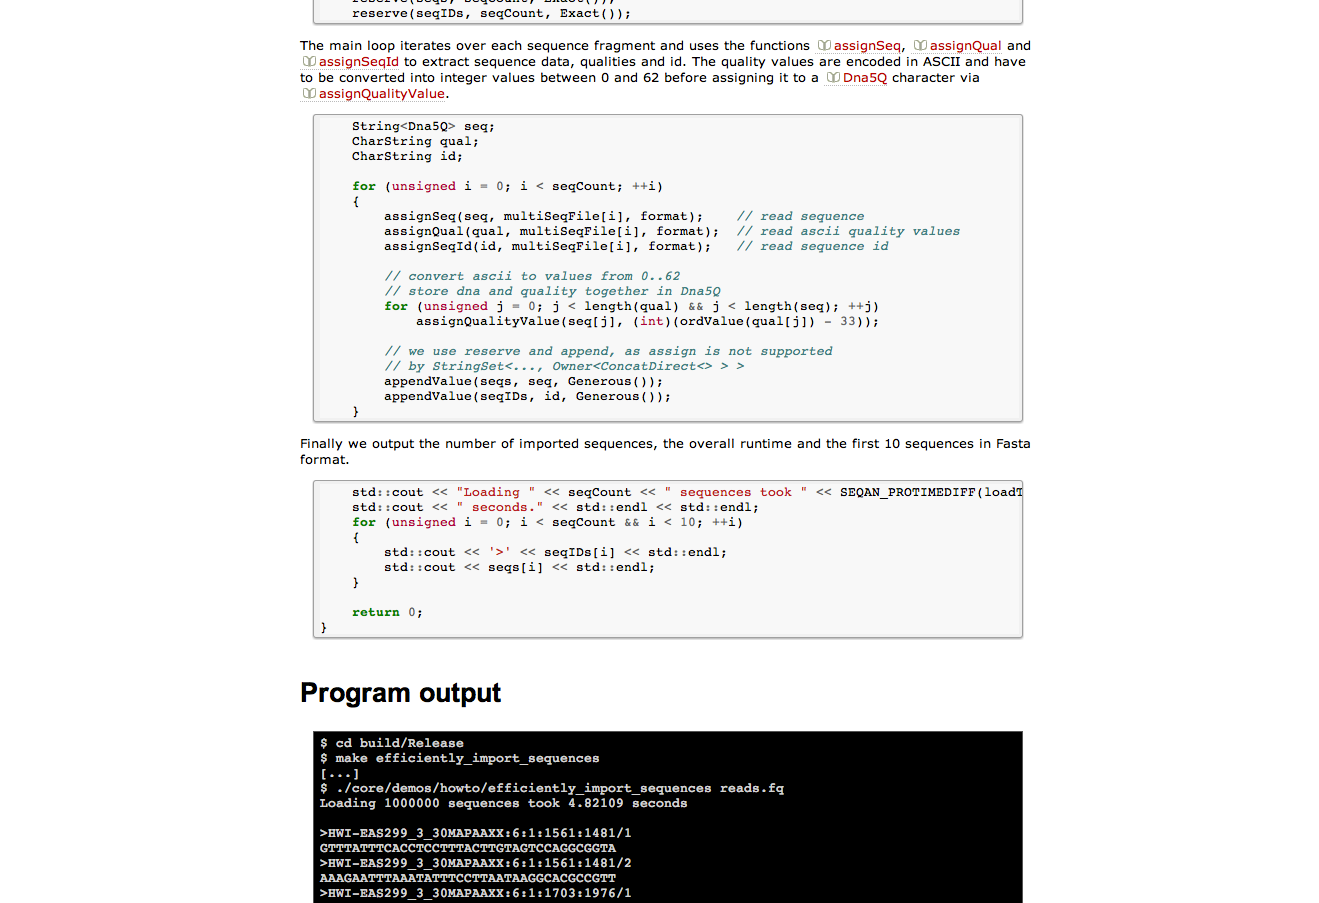 reserve(seqIDs, seqCount, Exact());
The main loop iterates over each sequence fragment and uses the functions assignSeq, assignQual and
assignSeqId to extract sequence data, qualities and id. The quality values are encoded in ASCII and have
to be converted into integer values between 0 and 62 before assigning it to a Dna5Q character via
assignQualityValue.
String<Dna5Q> seq;
CharString qual;
CharString id;
for (unsigned i = 0; i < seqCount; ++i)
{
assignSeq(seq, multiSeqFile[i], format);    // read sequence
assignQual(qual, multiSeqFile[i], format);  // read ascii quality values
assignSeqId(id, multiSeqFile[i], format);   // read sequence id
// convert ascii to values from 0..62
// store dna and quality together in Dna5Q
for (unsigned j = 0; j < length(qual) && j < length(seq); ++j)
assignQualityValue(seq[j], (int)(ordValue(qual[j]) - 33));
// we use reserve and append, as assign is not supported
// by StringSet<..., Owner<ConcatDirect<> > >
appendValue(seqs, seq, Generous());
appendValue(seqIDs, id, Generous());
}
Finally we output the number of imported sequences, the overall runtime and the first 10 sequences in Fasta
format.
std::cout << "Loading " << seqCount << " sequences took " << SEQAN_PROTIMEDIFF(loadT
std::cout << " seconds." << std::endl << std::endl;
for (unsigned i = 0; i < seqCount && i < 10; ++i)
{
std::cout << '>' << seqIDs[i] << std::endl;
std::cout << seqs[i] << std::endl;
}
return 0;
}
Program output
$ cd build/Release
$ make efficiently_import_sequences
[...]
$ ./core/demos/howto/efficiently_import_sequences reads.fq
Loading 1000000 sequences took 4.82109 seconds
>HWI-EAS299_3_30MAPAAXX:6:1:1561:1481/1
GTTTATTTCACCTCCTTTACTTGTAGTCCAGGCGGTA
>HWI-EAS299_3_30MAPAAXX:6:1:1561:1481/2
AAAGAATTTAAATATTTCCTTAATAAGGCACGCCGTT
>HWI-EAS299_3_30MAPAAXX:6:1:1703:1976/1